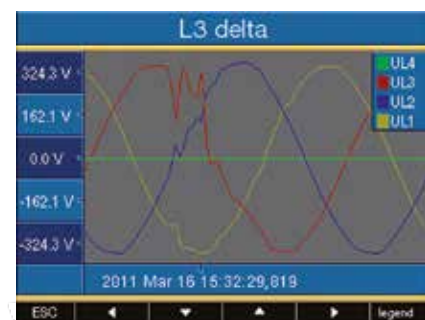 L3 delta
324.3 V
162.1 V
0.0 V
-162.1 V
-324.3 V
UL4
UL3
UL2
UL1
2011 Mar 16 15:32:29,819
ESC
legend